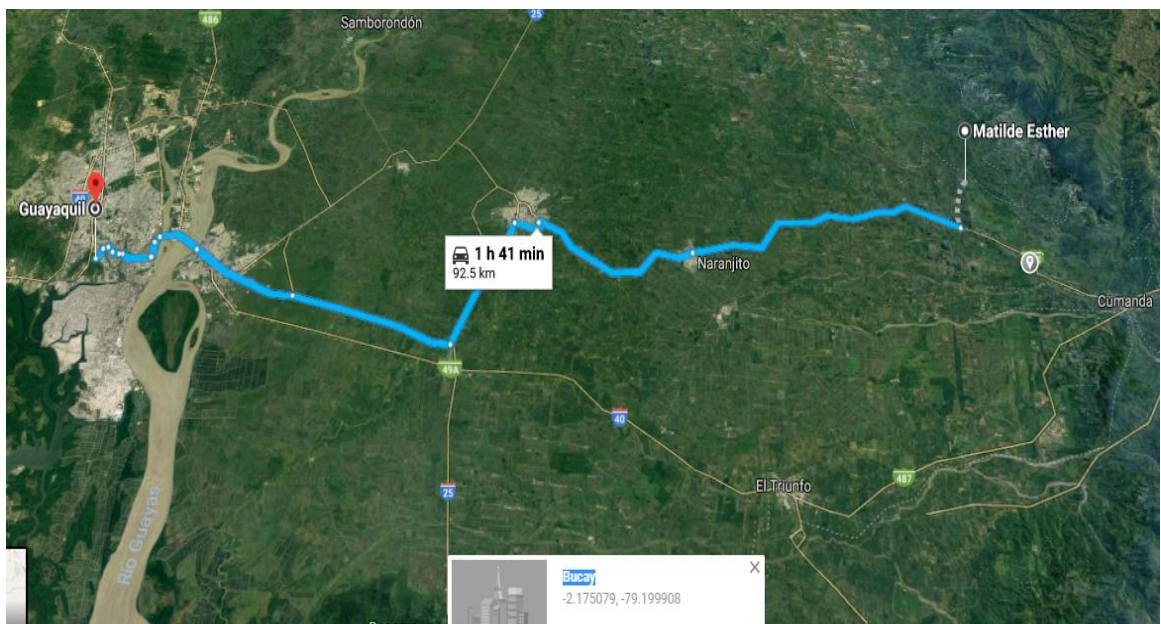 486
Samborondón
25
Matilde Esther
40
Guayaquil
1 h 41 min
92.5 km
Naranjito
Cumanda
49A
40
25
487
El Triunfo
Río Guayas
Bucay
-2.175079, -79.199908